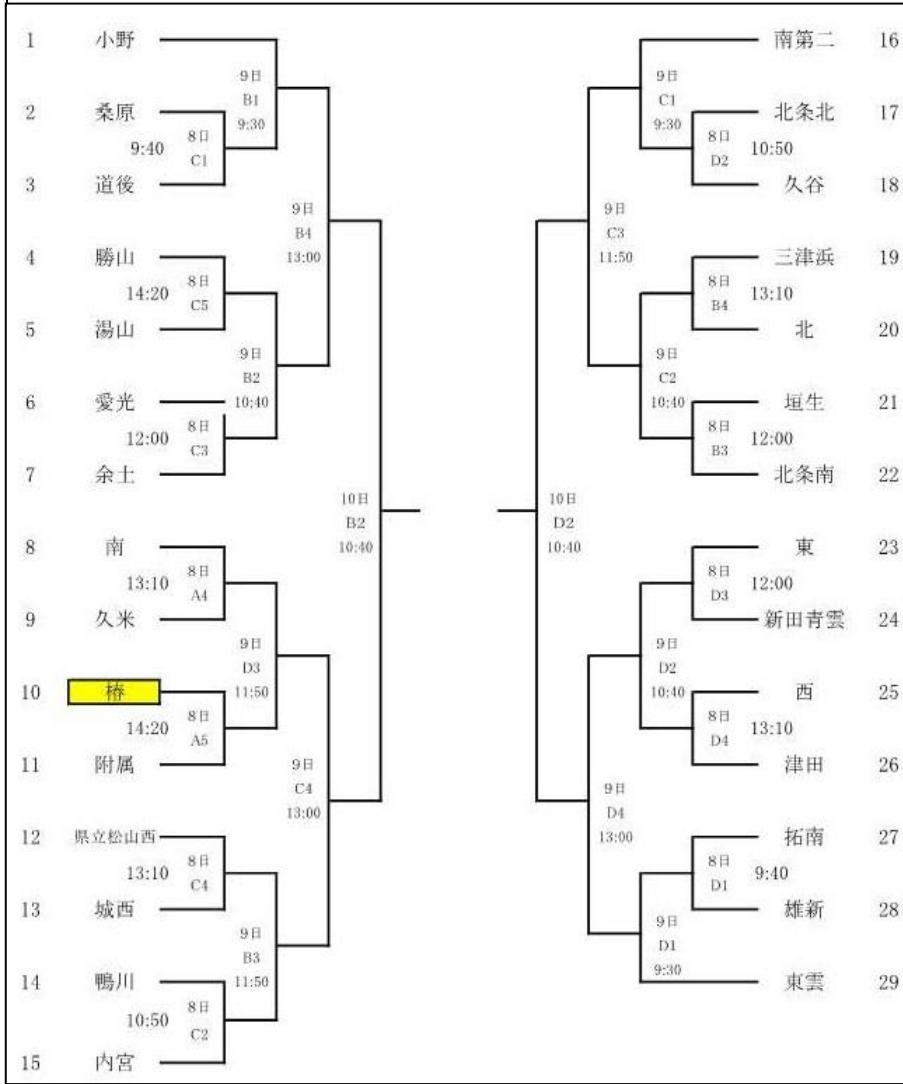 1 小野
2 桑原
9:40 8日 C1
3 道後
9日 B1 9:30
4 勝山
14:20 8日 C5
5 湯山
9日 B2 10:40
6 愛光
12:00 8日 C3
7 余土
9日 B4 13:00
8 南
13:10 8日 A4
9 久米
9日 D3 11:50
10 椿
14:20 8日 A5
11 附属
9日 C4 13:00
12 県立松山西
13:10 8日 C4
13 城西
9日 B3 11:50
14 鴨川
10:50 8日 C2
15 内宮
10日 B2 10:40
南第二 16
9日 C1 9:30
北条北 17
8日 D2 10:50
久谷 18
9日 C3 11:50
三津浜 19
8日 B4 13:10
北 20
9日 C2 10:40
垣生 21
8日 B3 12:00
北条南 22
10日 D2 10:40
東 23
8日 D3 12:00
新田青雲 24
9日 D2 10:40
西 25
8日 D4 13:10
津田 26
9日 D4 13:00
拓南 27
8日 D1 9:40
雄新 28
9日 D1 9:30
東雲 29